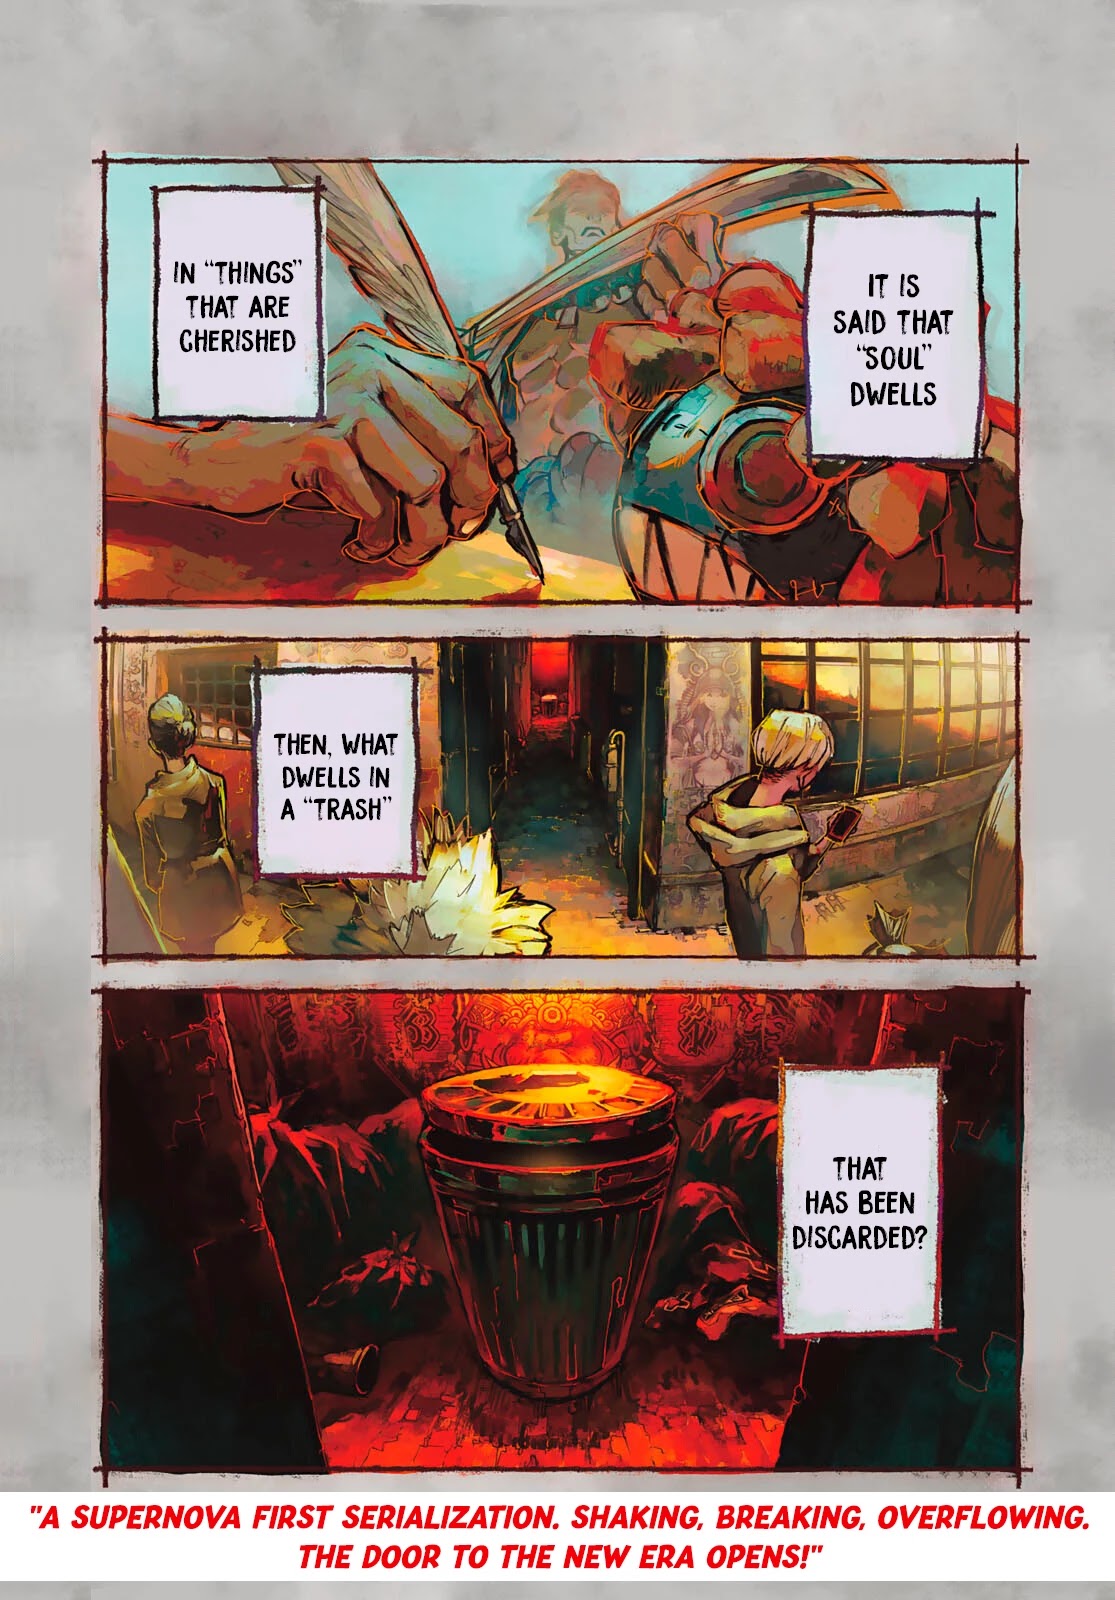 IT IS
SAID THAT
"SOUL"
DWELLS
IN "THINGS"
THAT ARE
CHERISHED
THEN, WHAT
DWELLS IN
A "TRASH"
THAT
HAS BEEN
DISCARDED?
"A SUPERNOVA FIRST SERIALIZATION. SHAKING, BREAKING, OVERFLOWING.
THE DOOR TO THE NEW ERA OPENS!"